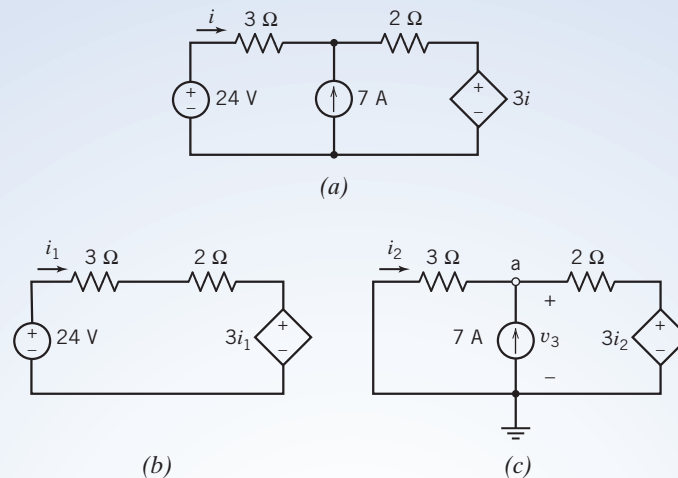 i 3 Ω 2 Ω
+ − 24 V 7 A + − 3i
(a)
i₁ 3 Ω 2 Ω
+ − 24 V 3i₁ + −
(b)
i₂ 3 Ω a 2 Ω
7 A + v₃ − 3i₂ + −
(c)